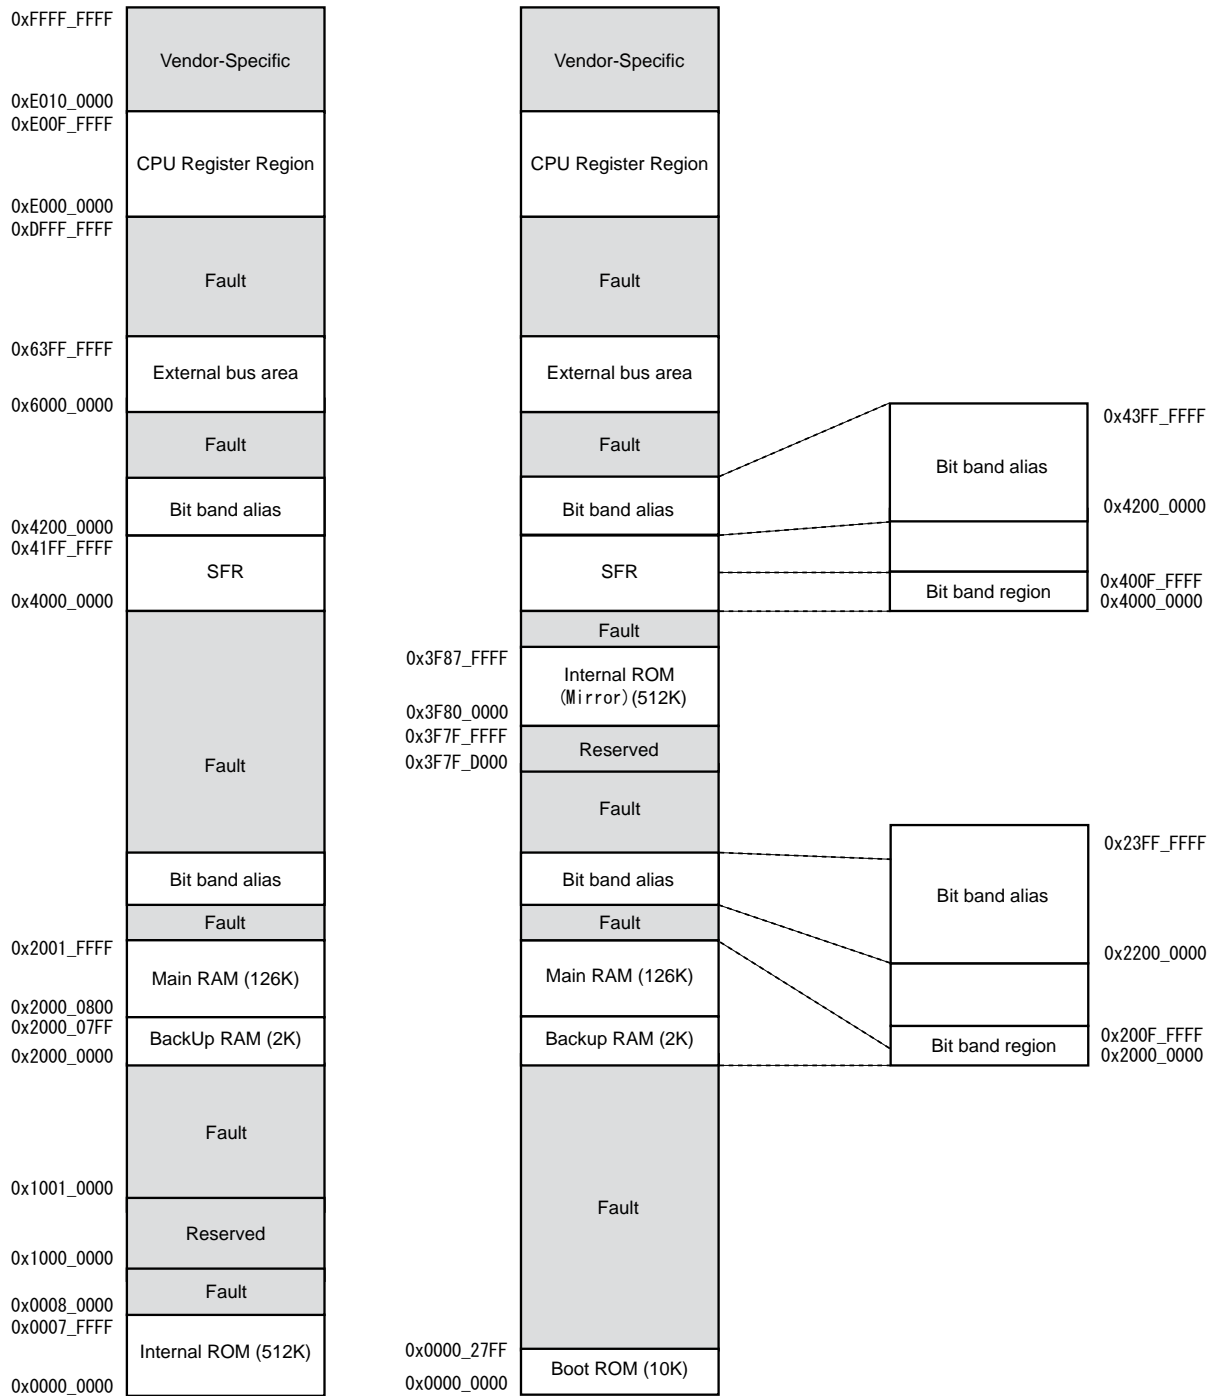 0xFFFF_FFFF
Vendor-Specific
0xE010_0000
0xE00F_FFFF
CPU Register Region
0xE000_0000
0xDFFF_FFFF
Fault
0x63FF_FFFF
External bus area
0x6000_0000
Fault
Bit band alias
0x4200_0000
0x41FF_FFFF
SFR
0x4000_0000
Fault
Bit band alias
Fault
0x2001_FFFF
Main RAM (126K)
0x2000_0800
0x2000_07FF
BackUp RAM (2K)
0x2000_0000
Fault
0x1001_0000
Reserved
0x1000_0000
Fault
0x0008_0000
0x0007_FFFF
Internal ROM (512K)
0x0000_0000
Vendor-Specific
CPU Register Region
Fault
External bus area
Fault
Bit band alias
SFR
Fault
0x3F87_FFFF
Internal ROM
(Mirror)(512K)
0x3F80_0000
0x3F7F_FFFF
Reserved
0x3F7F_D000
Fault
Bit band alias
Fault
Main RAM (126K)
Backup RAM (2K)
Fault
0x0000_27FF
Boot ROM (10K)
0x0000_0000
0x43FF_FFFF
Bit band alias
0x4200_0000
0x400F_FFFF
Bit band region
0x4000_0000
0x23FF_FFFF
Bit band alias
0x2200_0000
0x200F_FFFF
Bit band region
0x2000_0000